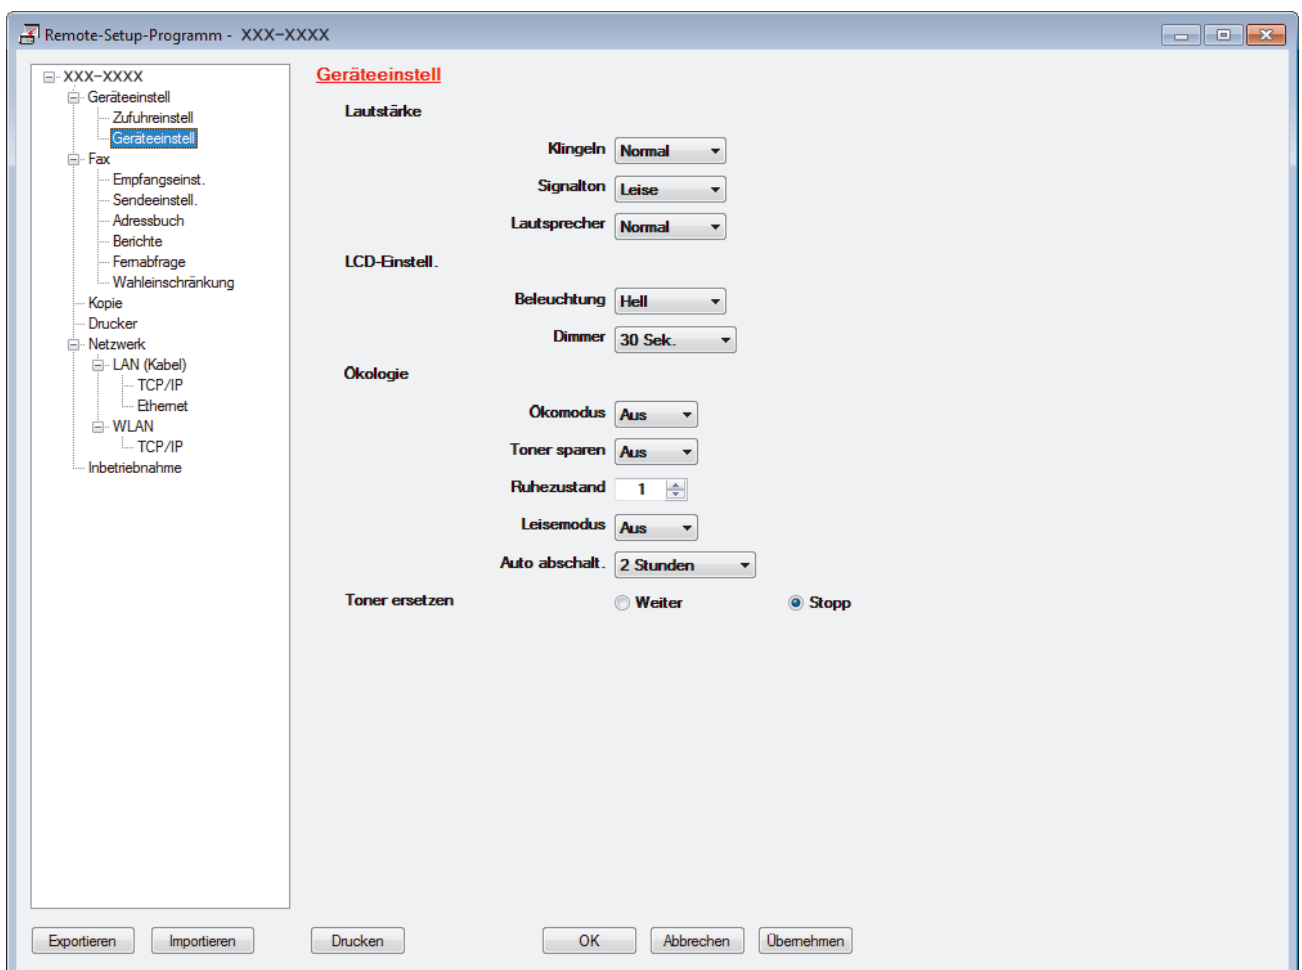 Remote-Setup-Programm - XXX-XXXX
XXX-XXXX
Geräteeinstell
Zufuhreinstell
Geräteeinstell
Fax
Empfangseinst.
Sendeeinstell.
Adressbuch
Berichte
Fernabfrage
Wahleinschränkung
Kopie
Drucker
Netzwerk
LAN (Kabel)
TCP/IP
Ethernet
WLAN
TCP/IP
Inbetriebnahme
Geräteeinstell
Lautstärke
Klingeln Normal
Signalton Leise
Lautsprecher Normal
LCD-Einstell.
Beleuchtung Hell
Dimmer 30 Sek.
Ökologie
Ökomodus Aus
Toner sparen Aus
Ruhezustand 1
Leisemodus Aus
Auto abschalt. 2 Stunden
Toner ersetzen Weiter Stopp
Exportieren Importieren Drucken OK Abbrechen Übernehmen